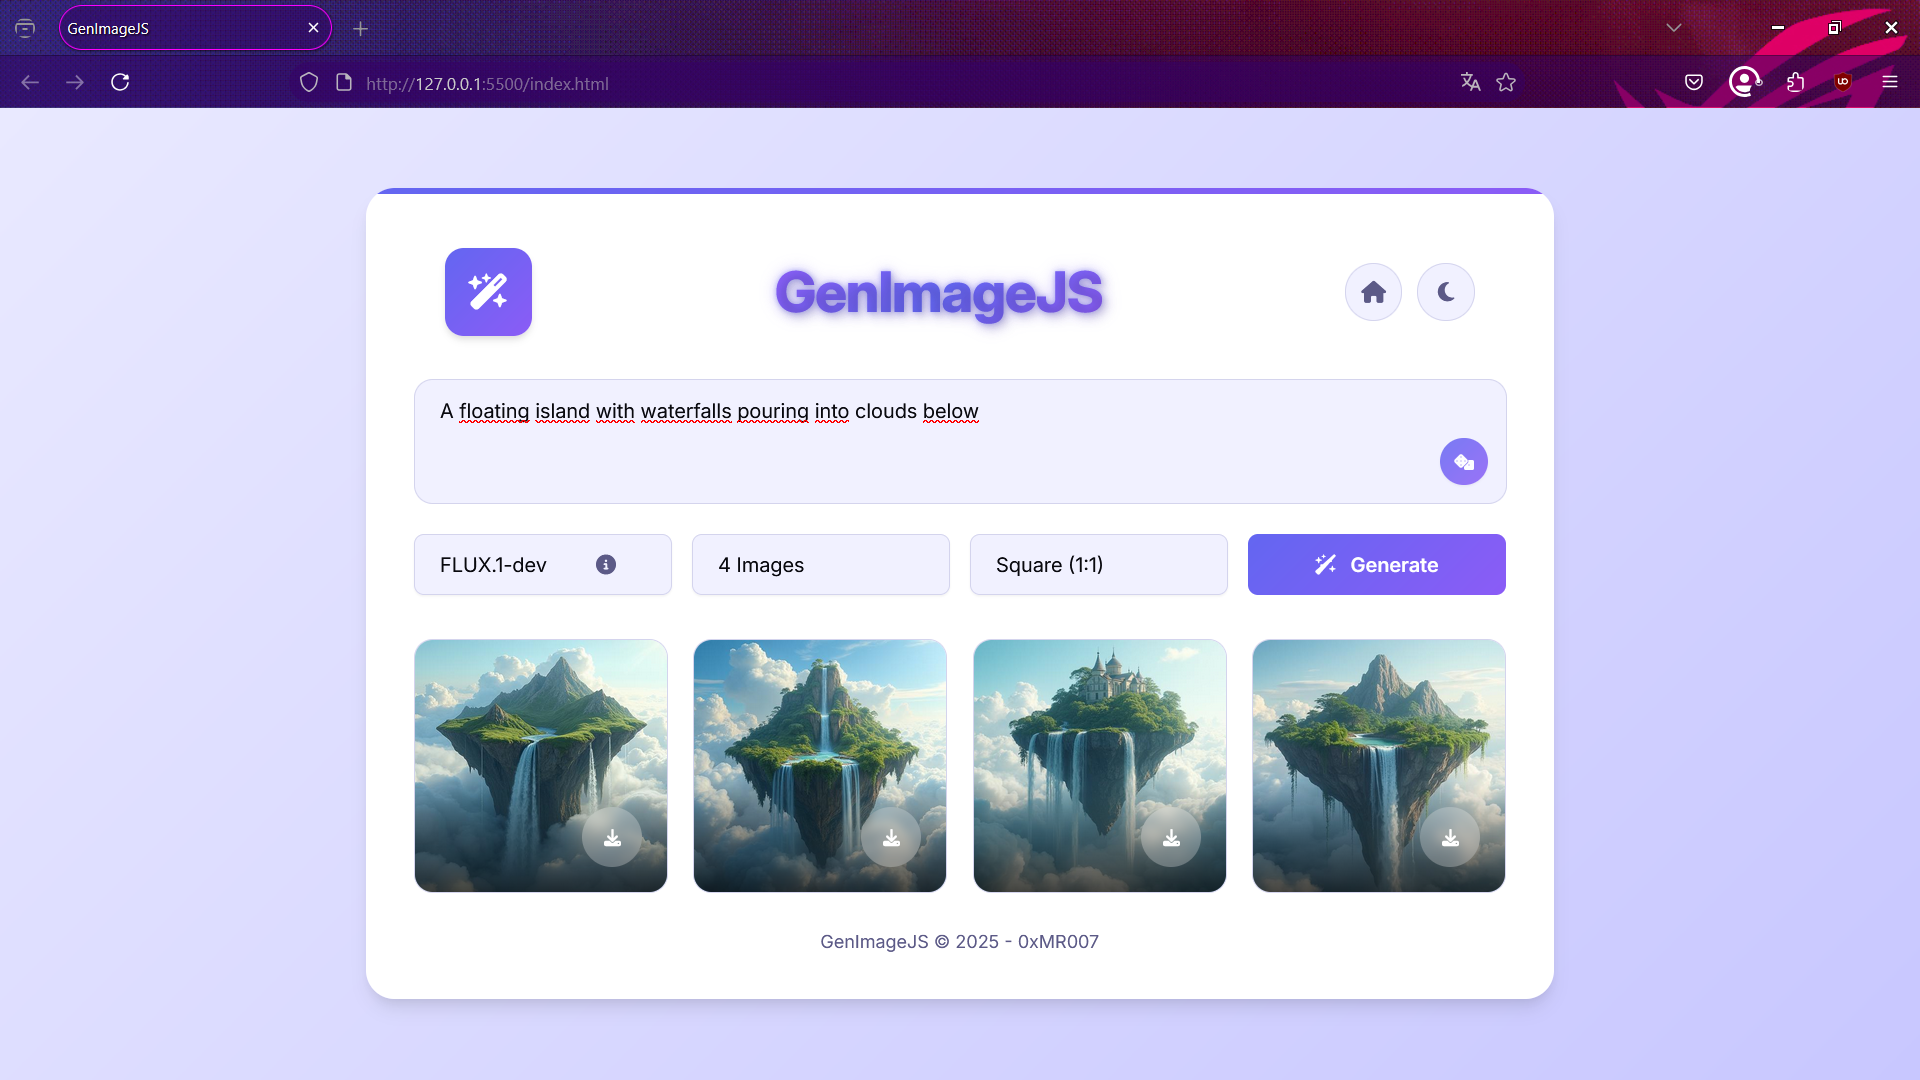 GenImageJS
http://127.0.0.1:5500/index.html
GenImageJS
A floating island with waterfalls pouring into clouds below
FLUX.1-dev
4 Images
Square (1:1)
Generate
GenImageJS © 2025 - 0xMR007